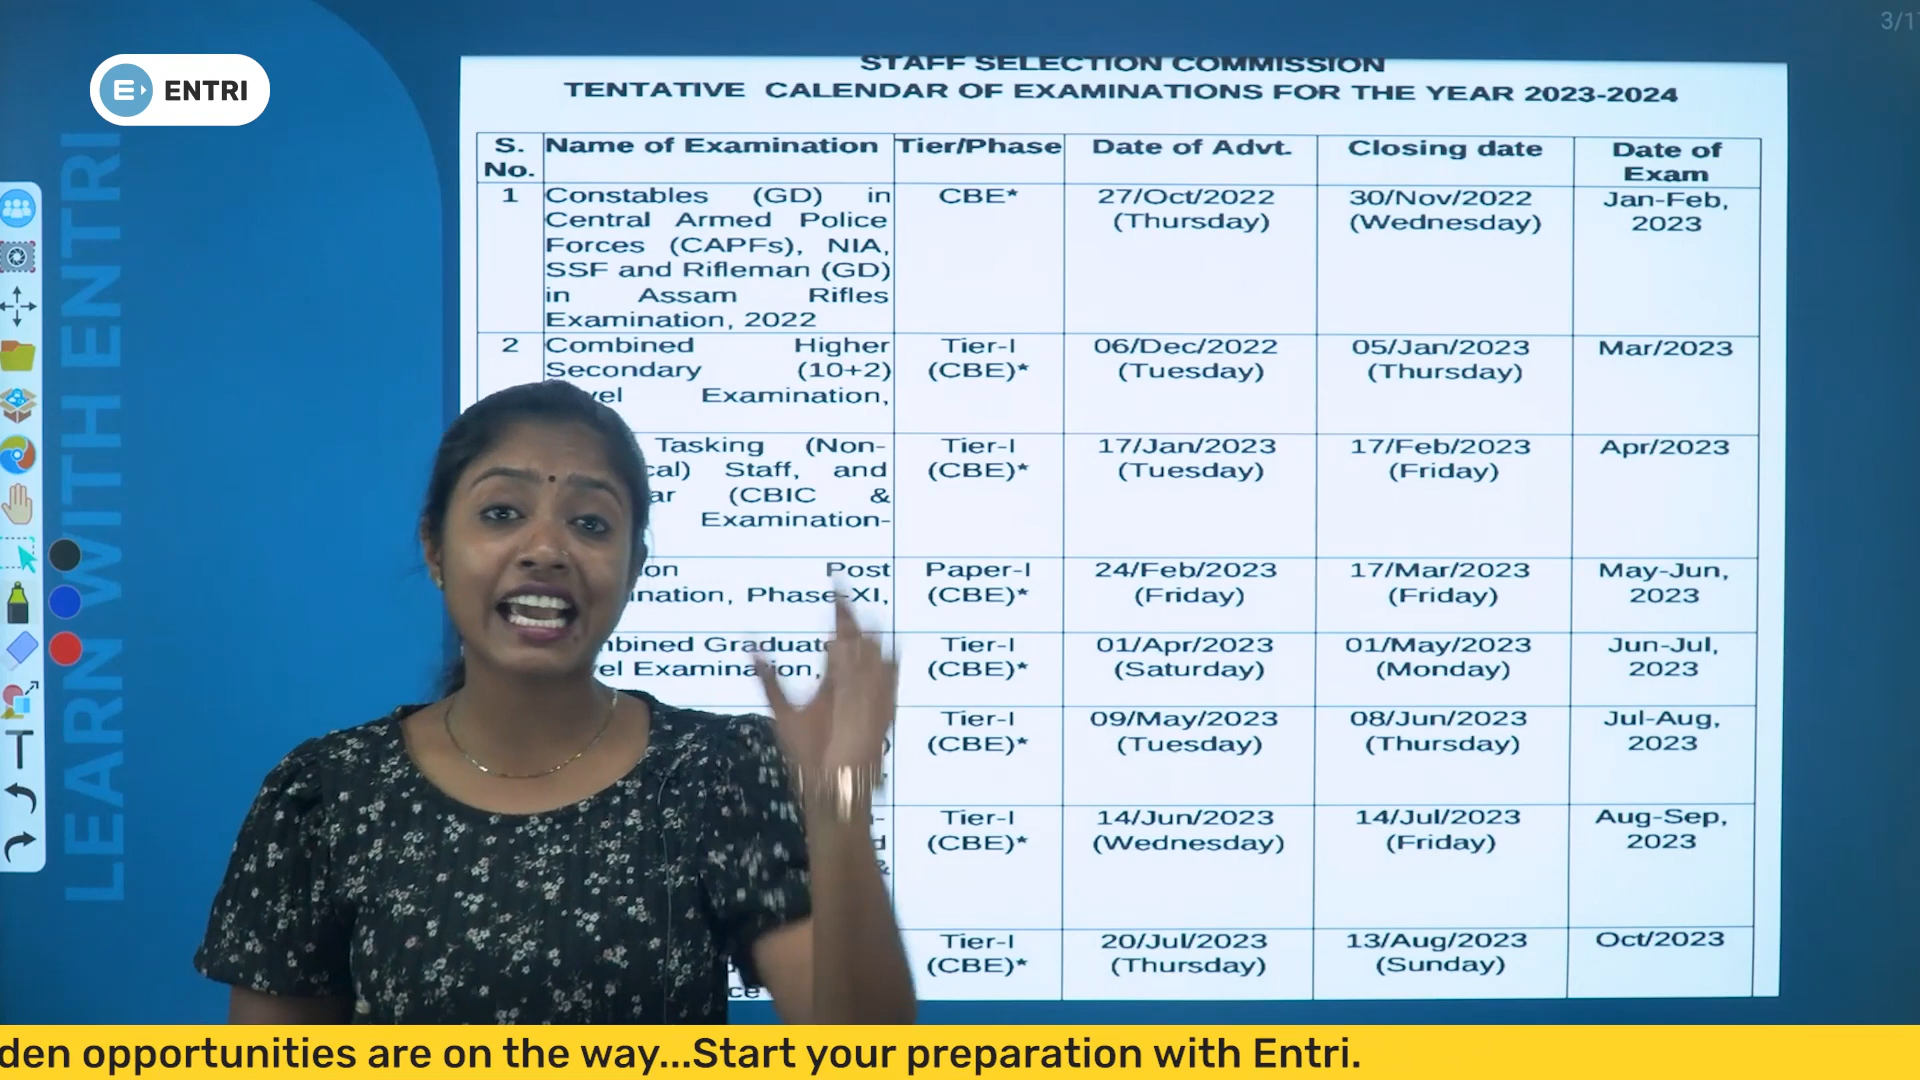 3/1
ENTRI
LEARN WITH ENTRI
STAFF SELECTION COMMISSION
TENTATIVE CALENDAR OF EXAMINATIONS FOR THE YEAR 2023-2024
S. No. Name of Examination Tier/Phase Date of Advt. Closing date Date of Exam
1 Constables (GD) in CBE* 27/Oct/2022 30/Nov/2022 Jan-Feb,
Central Armed Police (Thursday) (Wednesday) 2023
Forces (CAPFs), NIA,
SSF and Rifleman (GD)
in Assam Rifles
Examination, 2022
2 Combined Higher Tier-I 06/Dec/2022 05/Jan/2023 Mar/2023
Secondary (10+2) (CBE)* (Tuesday) (Thursday)
Examination,
Tasking (Non- Tier-I 17/Jan/2023 17/Feb/2023 Apr/2023
Staff, and (CBE)* (Tuesday) (Friday)
(CBIC &
Examination-
Post Paper-I 24/Feb/2023 17/Mar/2023 May-Jun,
Phase-XI, (CBE)* (Friday) (Friday) 2023
Graduate Tier-I 01/Apr/2023 01/May/2023 Jun-Jul,
Examination, (CBE)* (Saturday) (Monday) 2023
Tier-I 09/May/2023 08/Jun/2023 Jul-Aug,
(CBE)* (Tuesday) (Thursday) 2023
Tier-I 14/Jun/2023 14/Jul/2023 Aug-Sep,
(CBE)* (Wednesday) (Friday) 2023
Tier-I 20/Jul/2023 13/Aug/2023 Oct/2023
(CBE)* (Thursday) (Sunday)
den opportunities are on the way...Start your preparation with Entri.